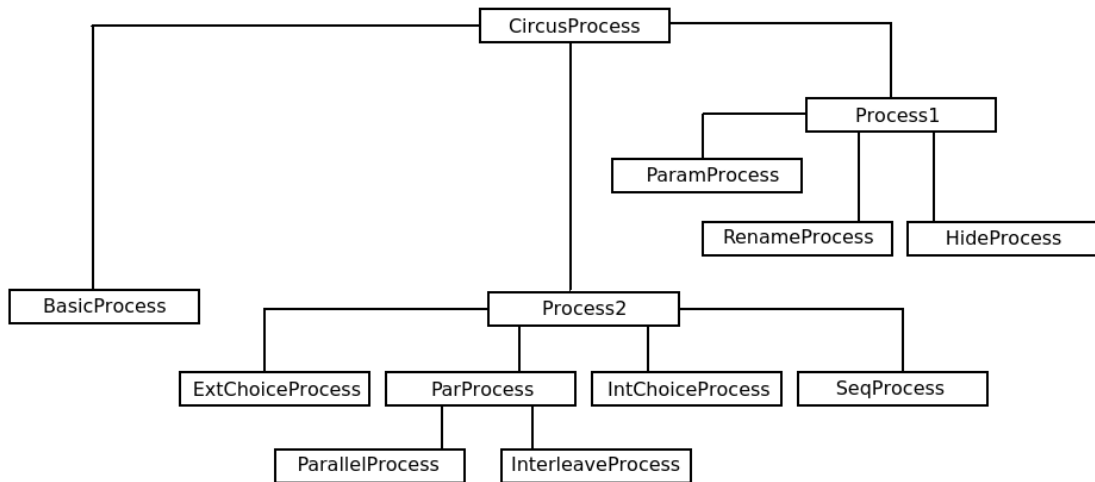 CircusProcess
Process1
ParamProcess
RenameProcess
HideProcess
BasicProcess
Process2
ExtChoiceProcess
ParProcess
IntChoiceProcess
SeqProcess
ParallelProcess
InterleaveProcess